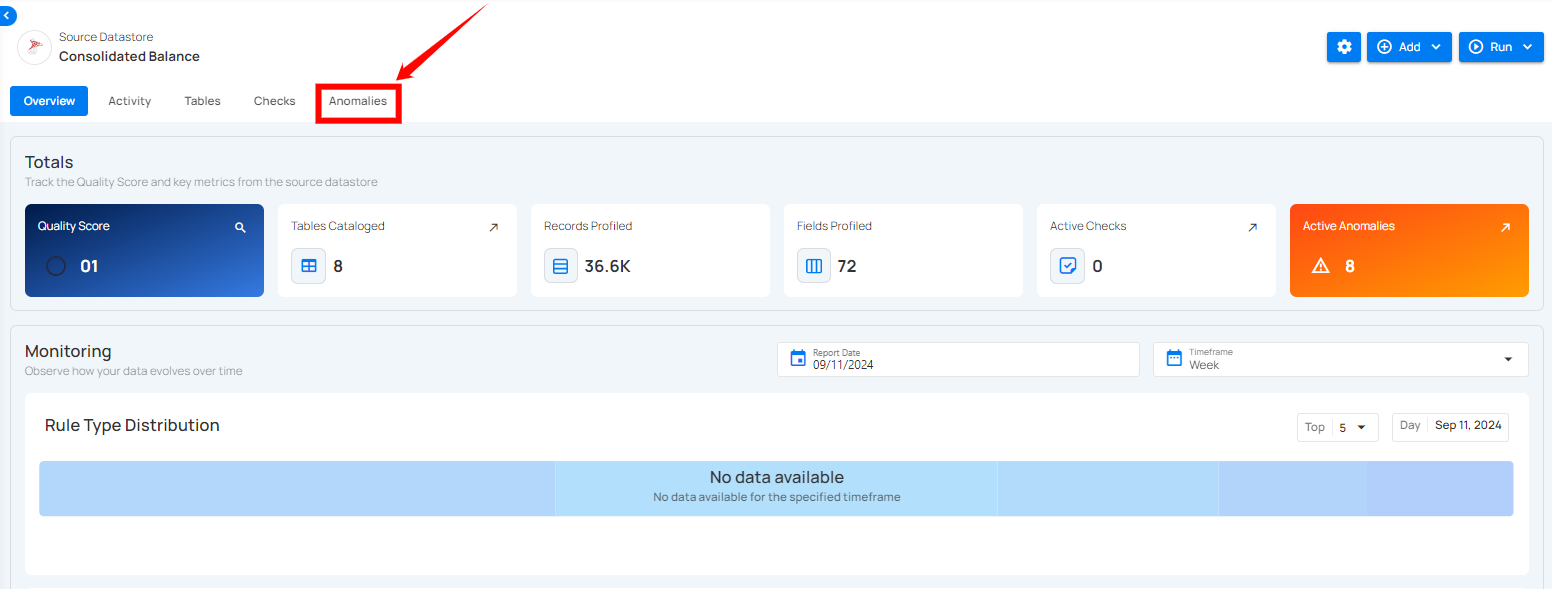 Source Datastore
Consolidated Balance
Add
Run
Overview
Activity
Tables
Checks
Anomalies
Totals
Track the Quality Score and key metrics from the source datastore
Quality Score
01
Tables Cataloged
8
Records Profiled
36.6K
Fields Profiled
72
Active Checks
0
Active Anomalies
8
Monitoring
Observe how your data evolves over time
Report Date
09/11/2024
Timeframe
Week
Rule Type Distribution
Top 5
Day Sep 11, 2024
No data available
No data available for the specified timeframe